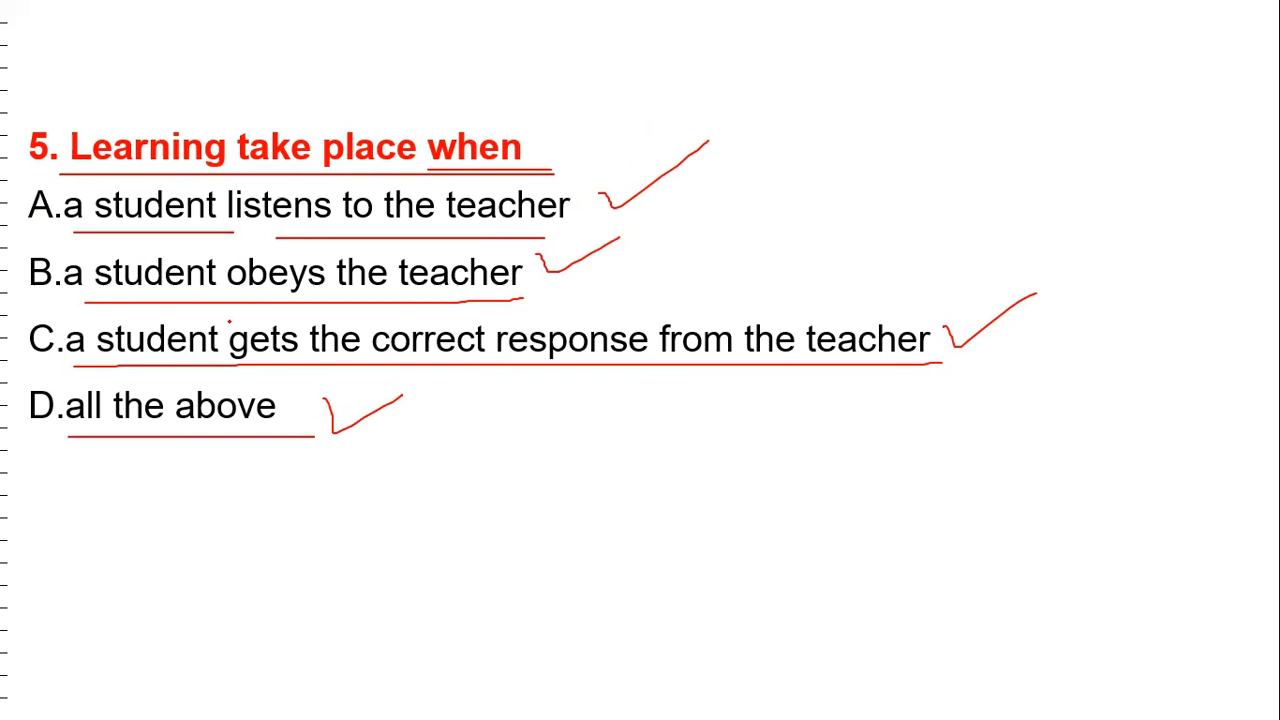 5. Learning take place when
A.a student listens to the teacher
B.a student obeys the teacher
C.a student gets the correct response from the teacher
D.all the above